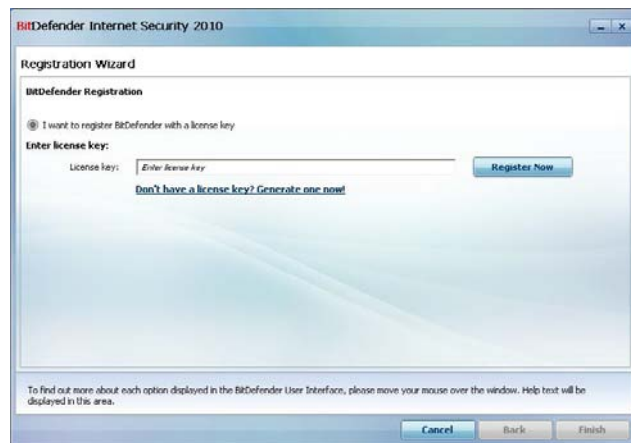 BitDefender Internet Security 2010
Registration Wizard
BitDefender Registration
I want to register BitDefender with a license key
Enter license key:
License key: Enter license key Register Now
Don't have a license key? Generate one now!
To find out more about each option displayed in the BitDefender User Interface, please move your mouse over the window. Help text will be
displayed in this area.
Cancel Back Finish